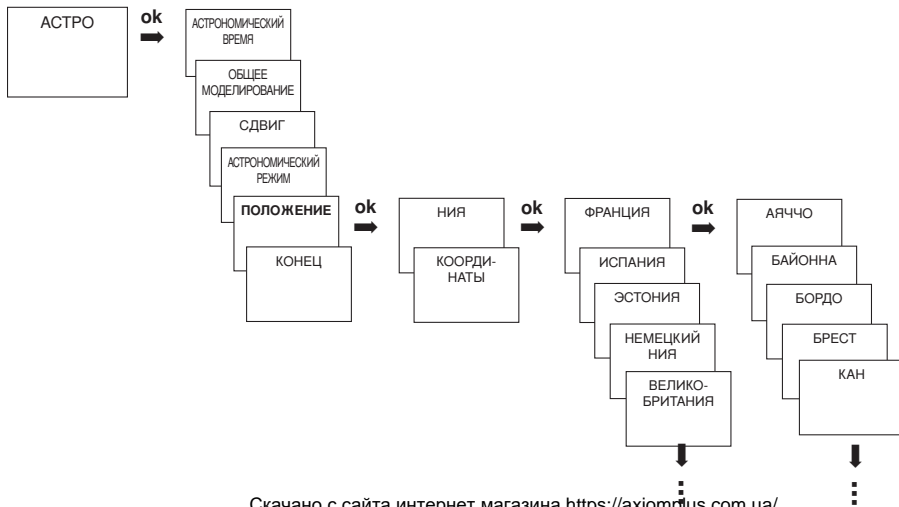 АСТРО
ok
АСТРОНОМИЧЕСКИЙ
ВРЕМЯ
ОБЩЕЕ
МОДЕЛИРОВАНИЕ
СДВИГ
АСТРОНОМИЧЕСКИЙ
РЕЖИМ
ПОЛОЖЕНИЕ
КОНЕЦ
ok
НИЯ
КООРДИ-
НАТЫ
ok
ФРАНЦИЯ
ИСПАНИЯ
ЭСТОНИЯ
НЕМЕЦКИЙ
НИЯ
ВЕЛИКО-
БРИТАНИЯ
ok
АЯЧЧО
БАЙОННА
БОРДО
БРЕСТ
КАН
Скачано с сайта интернет магазина https://axiomplus.com.ua/